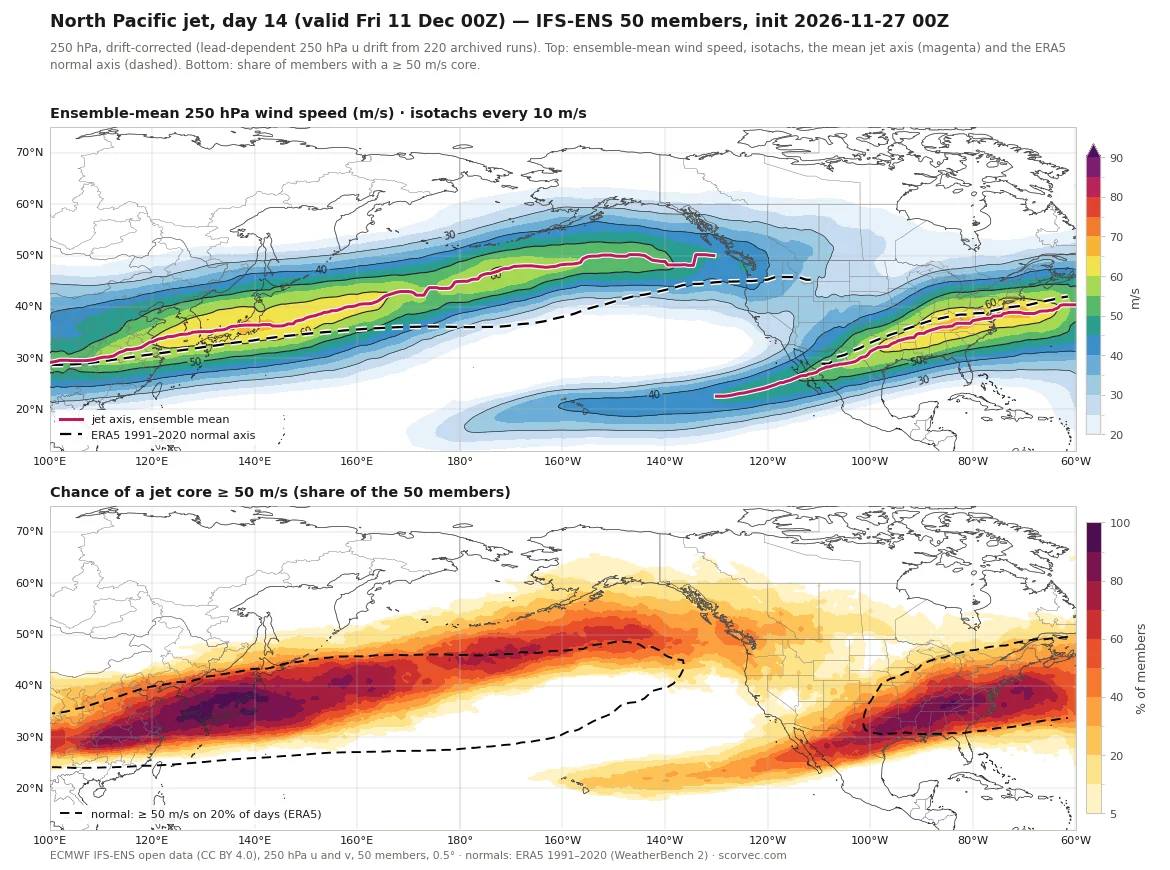 North Pacific jet, day 14 (valid Fri 11 Dec 00Z) — IFS-ENS 50 members, init 2026-11-27 00Z
250 hPa, drift-corrected (lead-dependent 250 hPa u drift from 220 archived runs). Top: ensemble-mean wind speed, isotachs, the mean jet axis (magenta) and the ERA5
normal axis (dashed). Bottom: share of members with a ≥ 50 m/s core.
Ensemble-mean 250 hPa wind speed (m/s) · isotachs every 10 m/s
70°N
60°N
50°N
40°N
30°N
20°N
30
40
50
50
40
60
50
30
90
80
70
60
50
40
30
20
m/s
jet axis, ensemble mean
ERA5 1991–2020 normal axis
100°E 120°E 140°E 160°E 180° 160°W 140°W 120°W 100°W 80°W 60°W
Chance of a jet core ≥ 50 m/s (share of the 50 members)
70°N
60°N
50°N
40°N
30°N
20°N
100
80
60
40
20
5
% of members
normal: ≥ 50 m/s on 20% of days (ERA5)
100°E 120°E 140°E 160°E 180° 160°W 140°W 120°W 100°W 80°W 60°W
ECMWF IFS-ENS open data (CC BY 4.0), 250 hPa u and v, 50 members, 0.5° · normals: ERA5 1991–2020 (WeatherBench 2) · scorvec.com